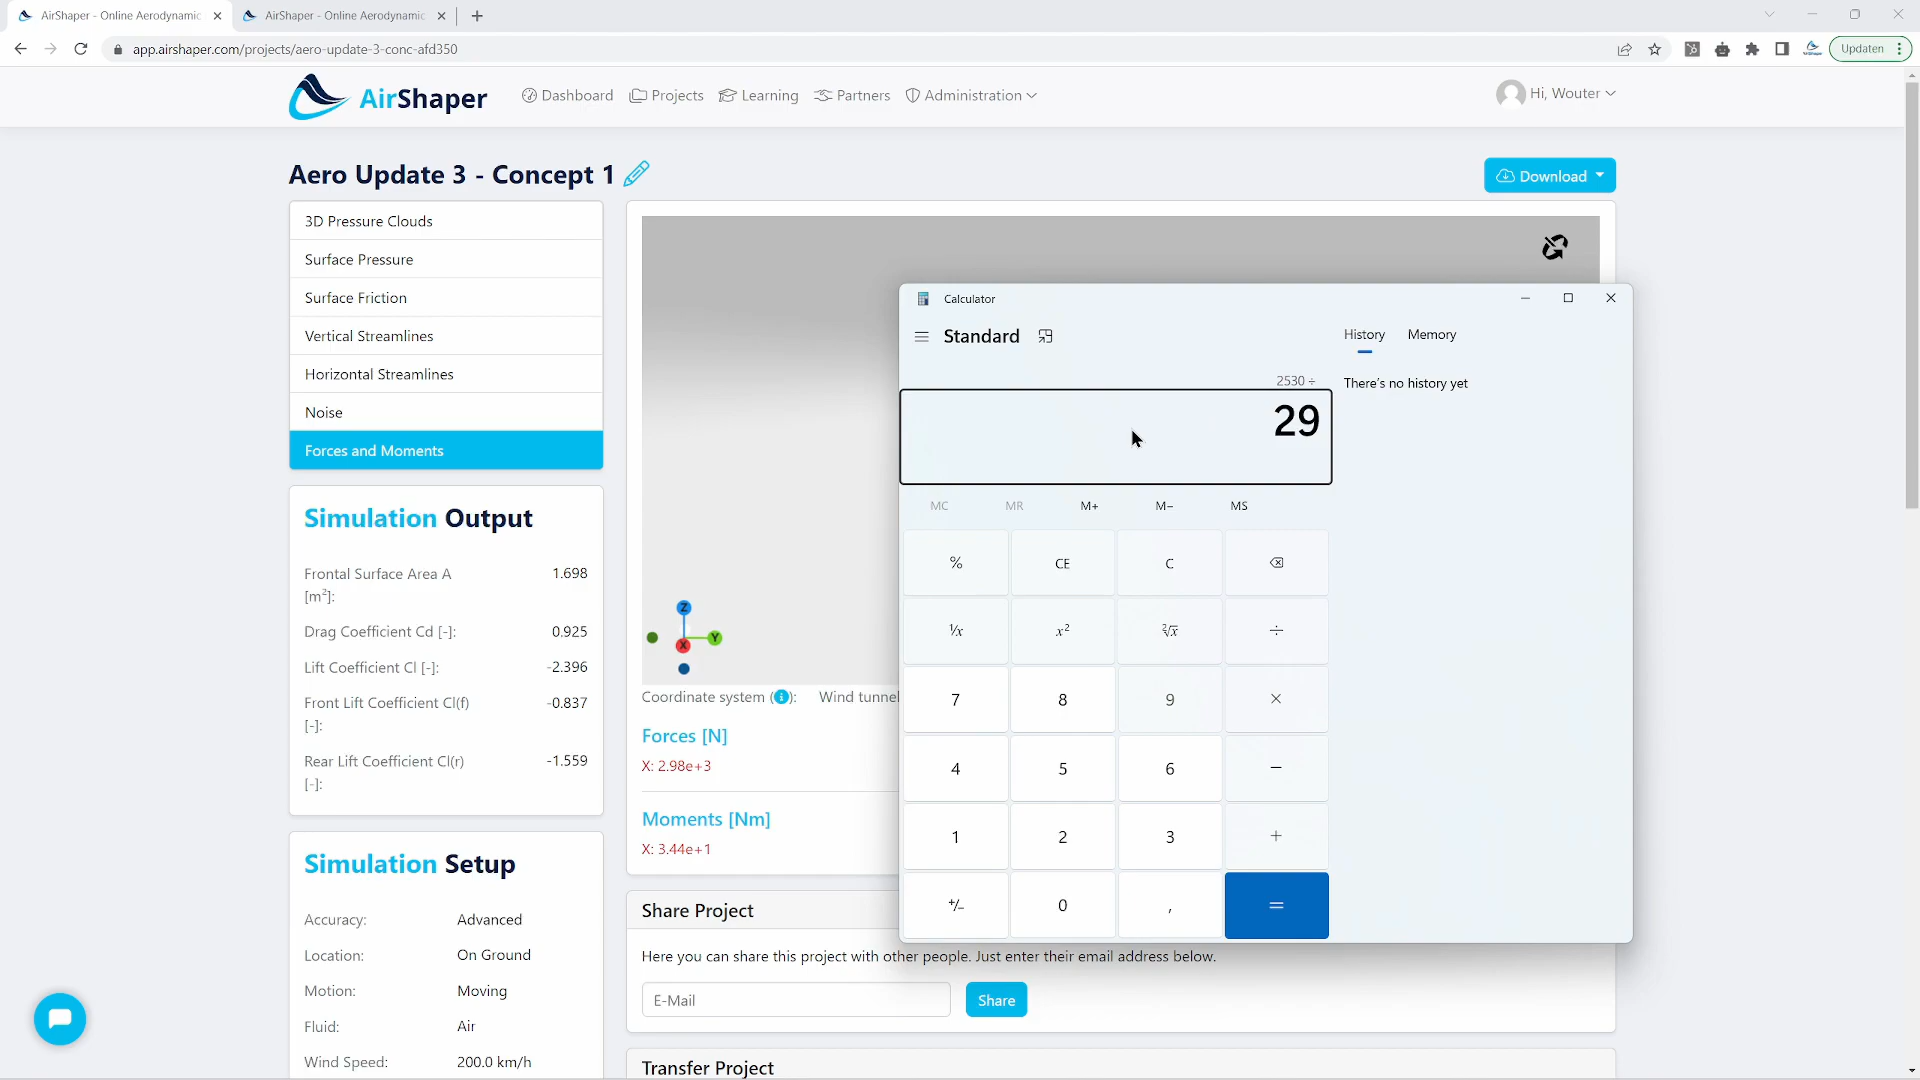 AirShaper - Online Aerodynamic
AirShaper - Online Aerodynamic
app.airshaper.com/projects/aero-update-3-conc-afd350
Updaten
AirShaper
Dashboard
Projects
Learning
Partners
Administration
Hi, Wouter
Aero Update 3 - Concept 1
Download
3D Pressure Clouds
Surface Pressure
Surface Friction
Vertical Streamlines
Horizontal Streamlines
Noise
Forces and Moments
Simulation Output
Frontal Surface Area A [m²]: 1.698
Drag Coefficient Cd [-]: 0.925
Lift Coefficient Cl [-]: -2.396
Front Lift Coefficient Cl(f) [-]: -0.837
Rear Lift Coefficient Cl(r) [-]: -1.559
Simulation Setup
Accuracy: Advanced
Location: On Ground
Motion: Moving
Fluid: Air
Wind Speed: 200.0 km/h
Z
X
Y
Coordinate system (i): Wind tunnel
Forces [N]
X: 2.98e+3
Moments [Nm]
X: 3.44e+1
Share Project
Here you can share this project with other people. Just enter their email address below.
E-Mail
Share
Transfer Project
Calculator
Standard
History
Memory
There's no history yet
2530 ÷
29
MC MR M+ M− MS
% CE C
¹/x x² ²√x ÷
7 8 9 ×
4 5 6 −
1 2 3 +
+/− 0 , =